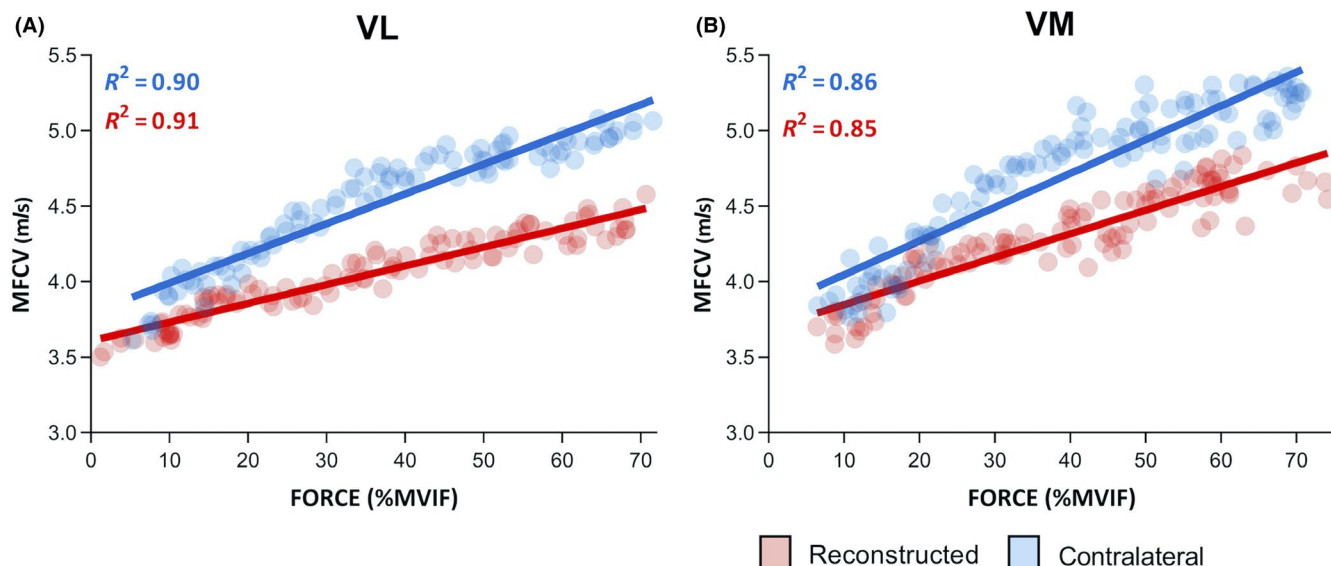 (A)
VL
R² = 0.90
R² = 0.91
5.5
5.0
4.5
4.0
3.5
3.0
MFCV (m/s)
0 10 20 30 40 50 60 70
FORCE (%MVIF)
(B)
VM
R² = 0.86
R² = 0.85
5.5
5.0
4.5
4.0
3.5
3.0
MFCV (m/s)
0 10 20 30 40 50 60 70
FORCE (%MVIF)
Reconstructed Contralateral